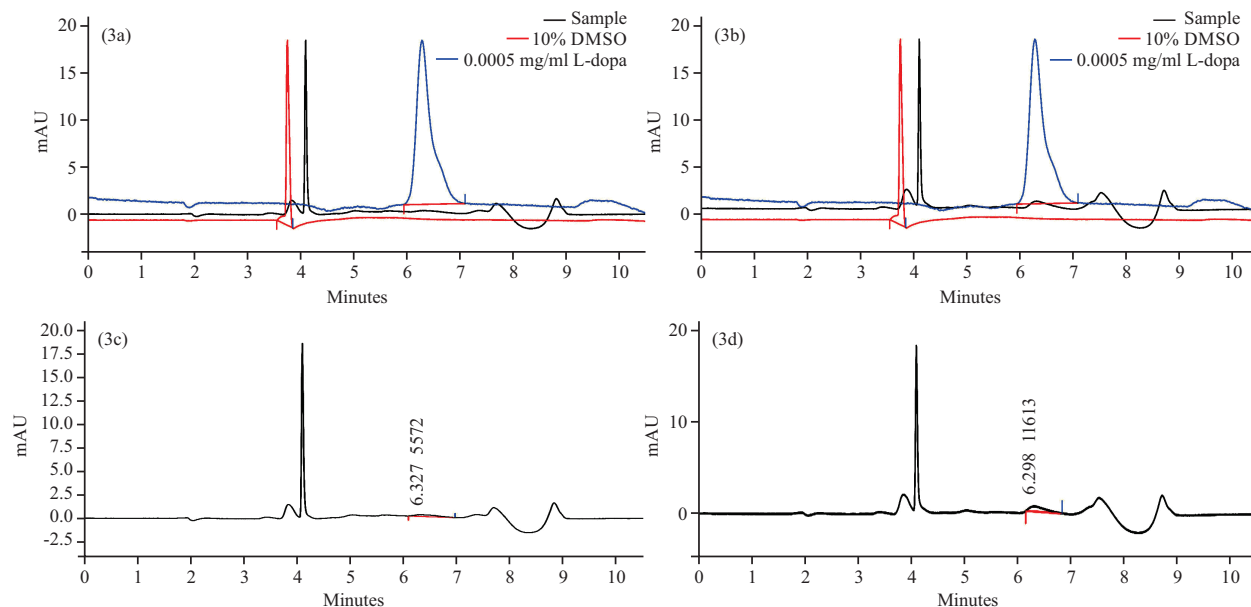 (3a)
Sample
10% DMSO
0.0005 mg/ml L-dopa
20
15
10
5
0
mAU
0 1 2 3 4 5 6 7 8 9 10
Minutes
(3b)
Sample
10% DMSO
0.0005 mg/ml L-dopa
20
15
10
5
0
mAU
0 1 2 3 4 5 6 7 8 9 10
Minutes
(3c)
20.0
17.5
15.0
12.5
10.0
7.5
5.0
2.5
0.0
-2.5
mAU
6.327 5572
0 1 2 3 4 5 6 7 8 9 10
Minutes
(3d)
20
10
0
mAU
6.298 11613
0 1 2 3 4 5 6 7 8 9 10
Minutes